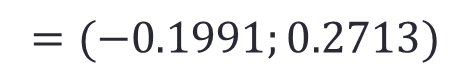 = (−0.1991; 0.2713)